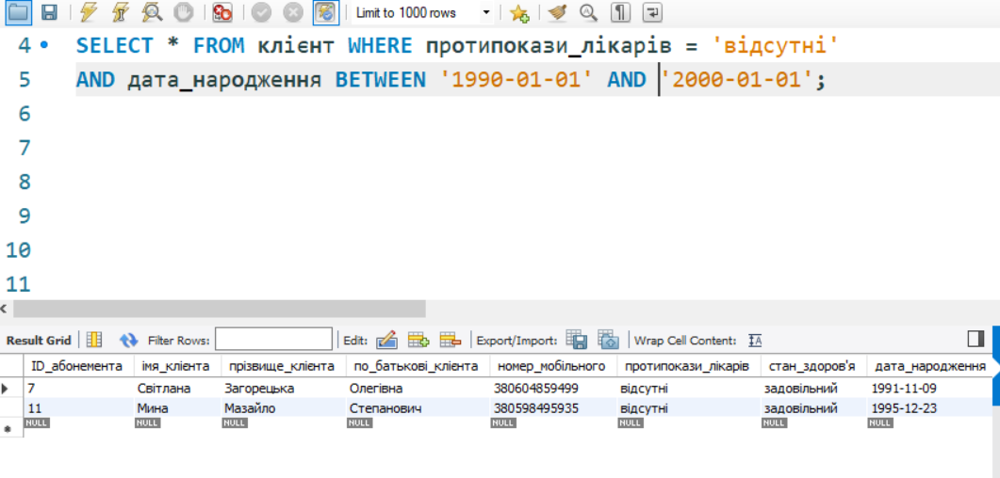 Limit to 1000 rows
4 SELECT * FROM клієнт WHERE протипокази_лікарів = 'відсутні'
5 AND дата_народження BETWEEN '1990-01-01' AND '2000-01-01';
6
7
8
9
10
11
Result Grid Filter Rows: Edit: Export/Import: Wrap Cell Content: IA
ID_абонемента імя_клієнта прізвище_клієнта по_батькові_клієнта номер_мобільного протипокази_лікарів стан_здоров'я дата_народження
7 Світлана Загорецька Олегівна 380604859499 відсутні задовільний 1991-11-09
11 Мина Мазайло Степанович 380598495935 відсутні задовільний 1995-12-23
NULL NULL NULL NULL NULL NULL NULL NULL